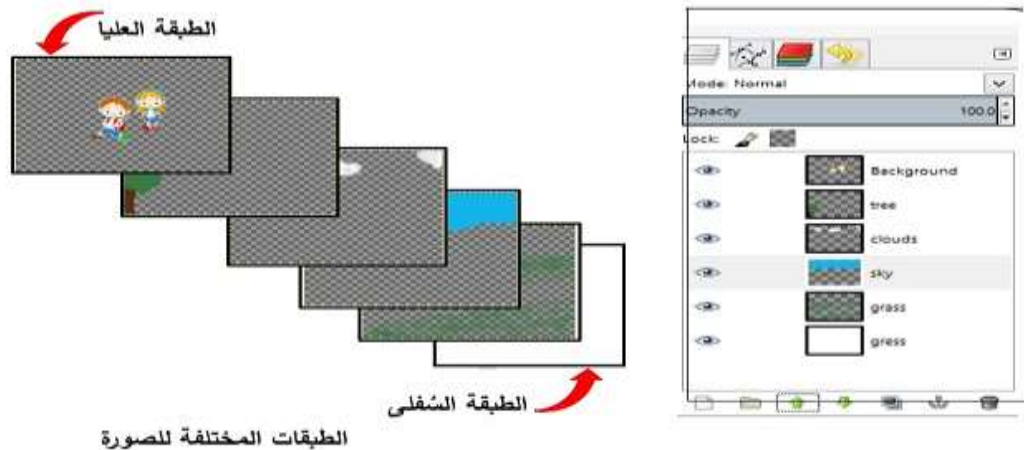 الطبقة العليا
الطبقة السُفلى
الطبقات المختلفة للصورة
Mode: Normal
Opacity 100.0
Lock:
Background
tree
clouds
sky
grass
gress